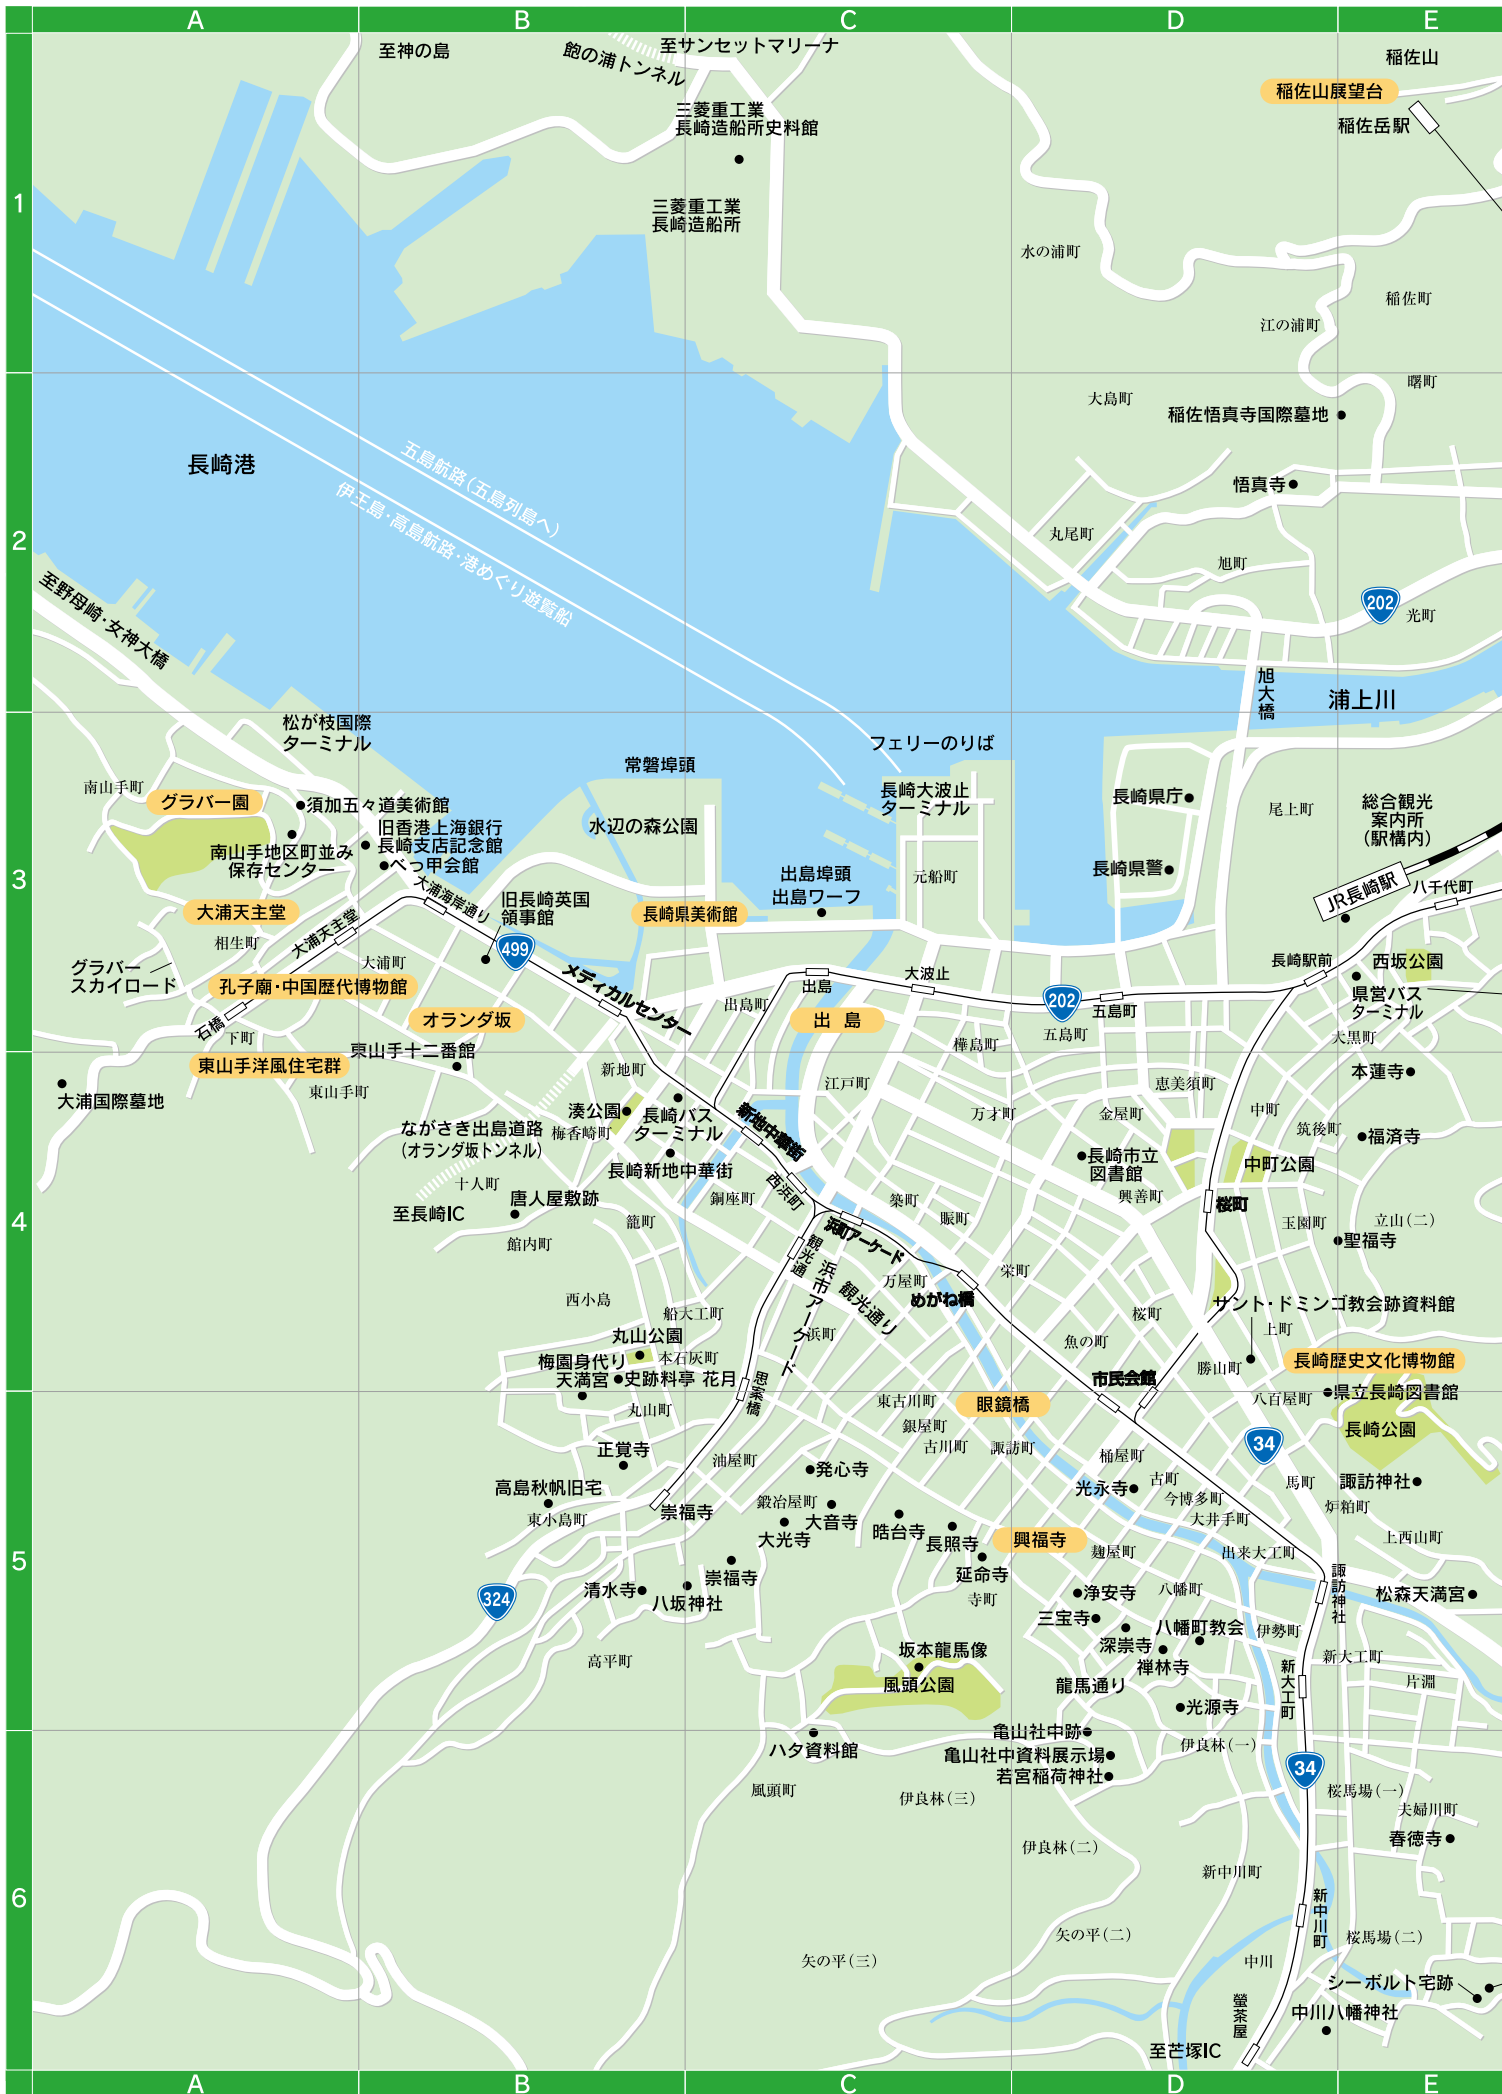 A
B
C
D
E
至神の島
飽の浦トンネル
至サンセットマリーナ
稲佐山
稲佐山展望台
稲佐岳駅
三菱重工業
長崎造船所史料館
1
三菱重工業
長崎造船所
水の浦町
稲佐町
江の浦町
曙町
大島町
稲佐悟真寺国際墓地
長崎港
五島航路(五島列島へ)
伊王島・高島航路・港めぐり遊覧船
悟真寺
2
丸尾町
旭町
至野母崎・女神大橋
202
光町
旭大橋
浦上川
松が枝国際
ターミナル
フェリーのりば
常磐埠頭
南山手町
グラバー園
須加五々道美術館
長崎大波止
ターミナル
長崎県庁
尾上町
総合観光
案内所
(駅構内)
旧香港上海銀行
長崎支店記念館
水辺の森公園
南山手地区町並み
保存センター
べっ甲会館
3
出島埠頭
出島ワーフ
元船町
長崎県警
JR長崎駅
八千代町
大浦海岸通り
旧長崎英国
領事館
長崎県美術館
大浦天主堂
大浦天主堂
相生町
499
大浦町
グラバー
スカイロード
メディカルセンター
出島
大波止
長崎駅前
西坂公園
孔子廟・中国歴代博物館
石橋
下町
オランダ坂
出島町
出島
202
五島町
五島町
県営バス
ターミナル
東山手十二番館
樺島町
大黒町
東山手洋風住宅群
東山手町
新地町
江戸町
恵美須町
本蓮寺
大浦国際墓地
湊公園
長崎バス
ターミナル
新地中華街
万才町
金屋町
中町
筑後町
福済寺
ながさき出島道路
(オランダ坂トンネル)
梅香崎町
長崎新地中華街
長崎市立
図書館
中町公園
十人町
西浜町
銅座町
築町
興善町
桜町
4
至長崎IC
唐人屋敷跡
籠町
賑町
玉園町
立山(二)
館内町
浜町アーケード
聖福寺
観光通
浜市アーケード
観光通り
万屋町
栄町
めがね橋
西小島
船大工町
浜町
桜町
サント・ドミンゴ教会跡資料館
上町
丸山公園
魚の町
梅園身代り
天満宮
本石灰町
史跡料亭 花月
勝山町
長崎歴史文化博物館
市民会館
思案橋
丸山町
東古川町
眼鏡橋
八百屋町
県立長崎図書館
銀屋町
長崎公園
正覚寺
油屋町
古川町
諏訪町
桶屋町
34
発心寺
高島秋帆旧宅
光永寺
古町
馬町
諏訪神社
東小島町
崇福寺
鍛冶屋町
今博多町
炉粕町
大光寺
大音寺
晧台寺
長照寺
大井手町
5
興福寺
上西山町
延命寺
麹屋町
出来大工町
324
清水寺
崇福寺
八坂神社
寺町
浄安寺
八幡町
諏訪神社
松森天満宮
三宝寺
深崇寺
八幡町教会
伊勢町
高平町
坂本龍馬像
禅林寺
新大工町
新大工町
風頭公園
龍馬通り
片淵
光源寺
ハタ資料館
亀山社中跡
伊良林(一)
亀山社中資料展示場
若宮稲荷神社
34
風頭町
伊良林(三)
桜馬場(一)
夫婦川町
伊良林(二)
春徳寺
新中川町
6
新中川町
矢の平(二)
桜馬場(二)
矢の平(三)
中川
シーボルト宅跡
螢茶屋
中川八幡神社
至芒塚IC
A
B
C
D
E